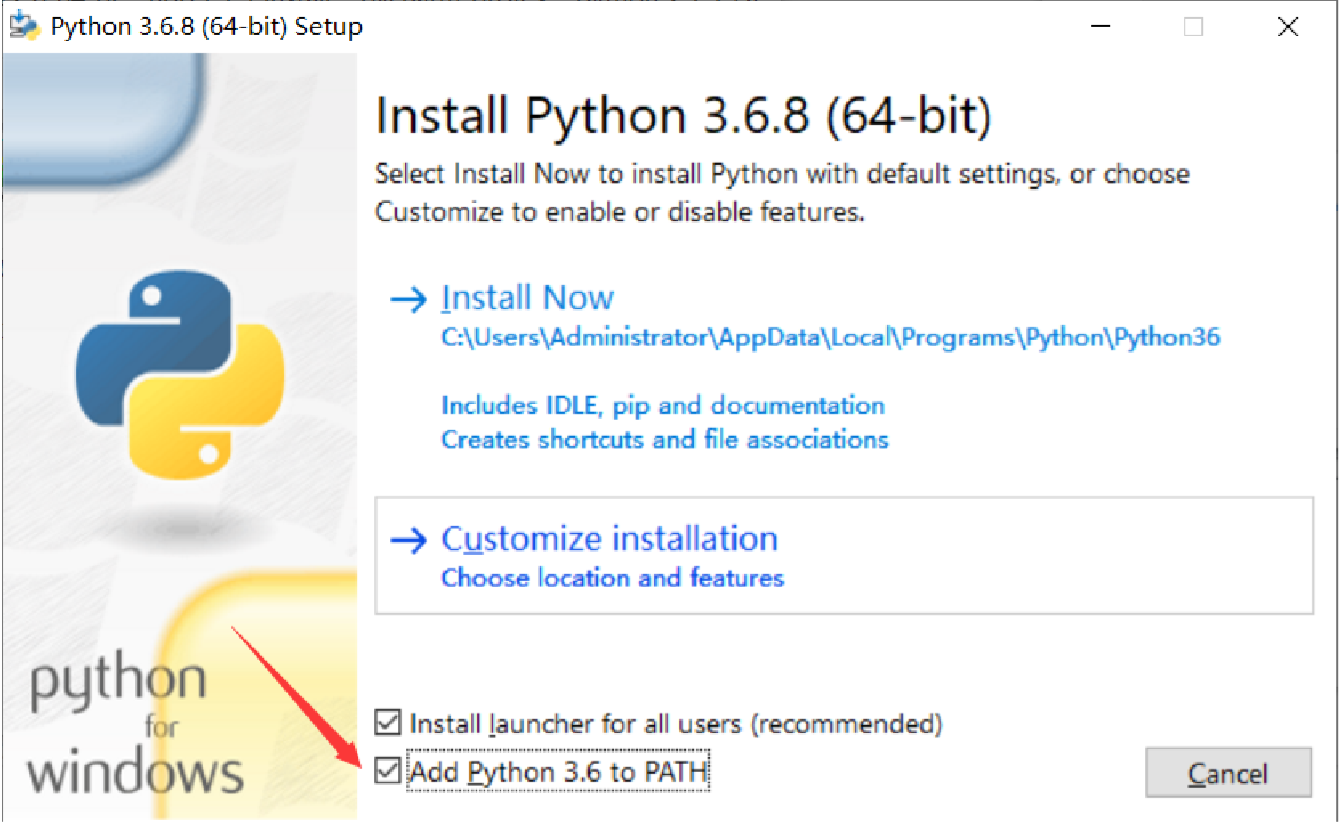 Python 3.6.8 (64-bit) Setup
Install Python 3.6.8 (64-bit)
Select Install Now to install Python with default settings, or choose
Customize to enable or disable features.
Install Now
C:\Users\Administrator\AppData\Local\Programs\Python\Python36
Includes IDLE, pip and documentation
Creates shortcuts and file associations
Customize installation
Choose location and features
python
for
windows
Install launcher for all users (recommended)
Add Python 3.6 to PATH
Cancel